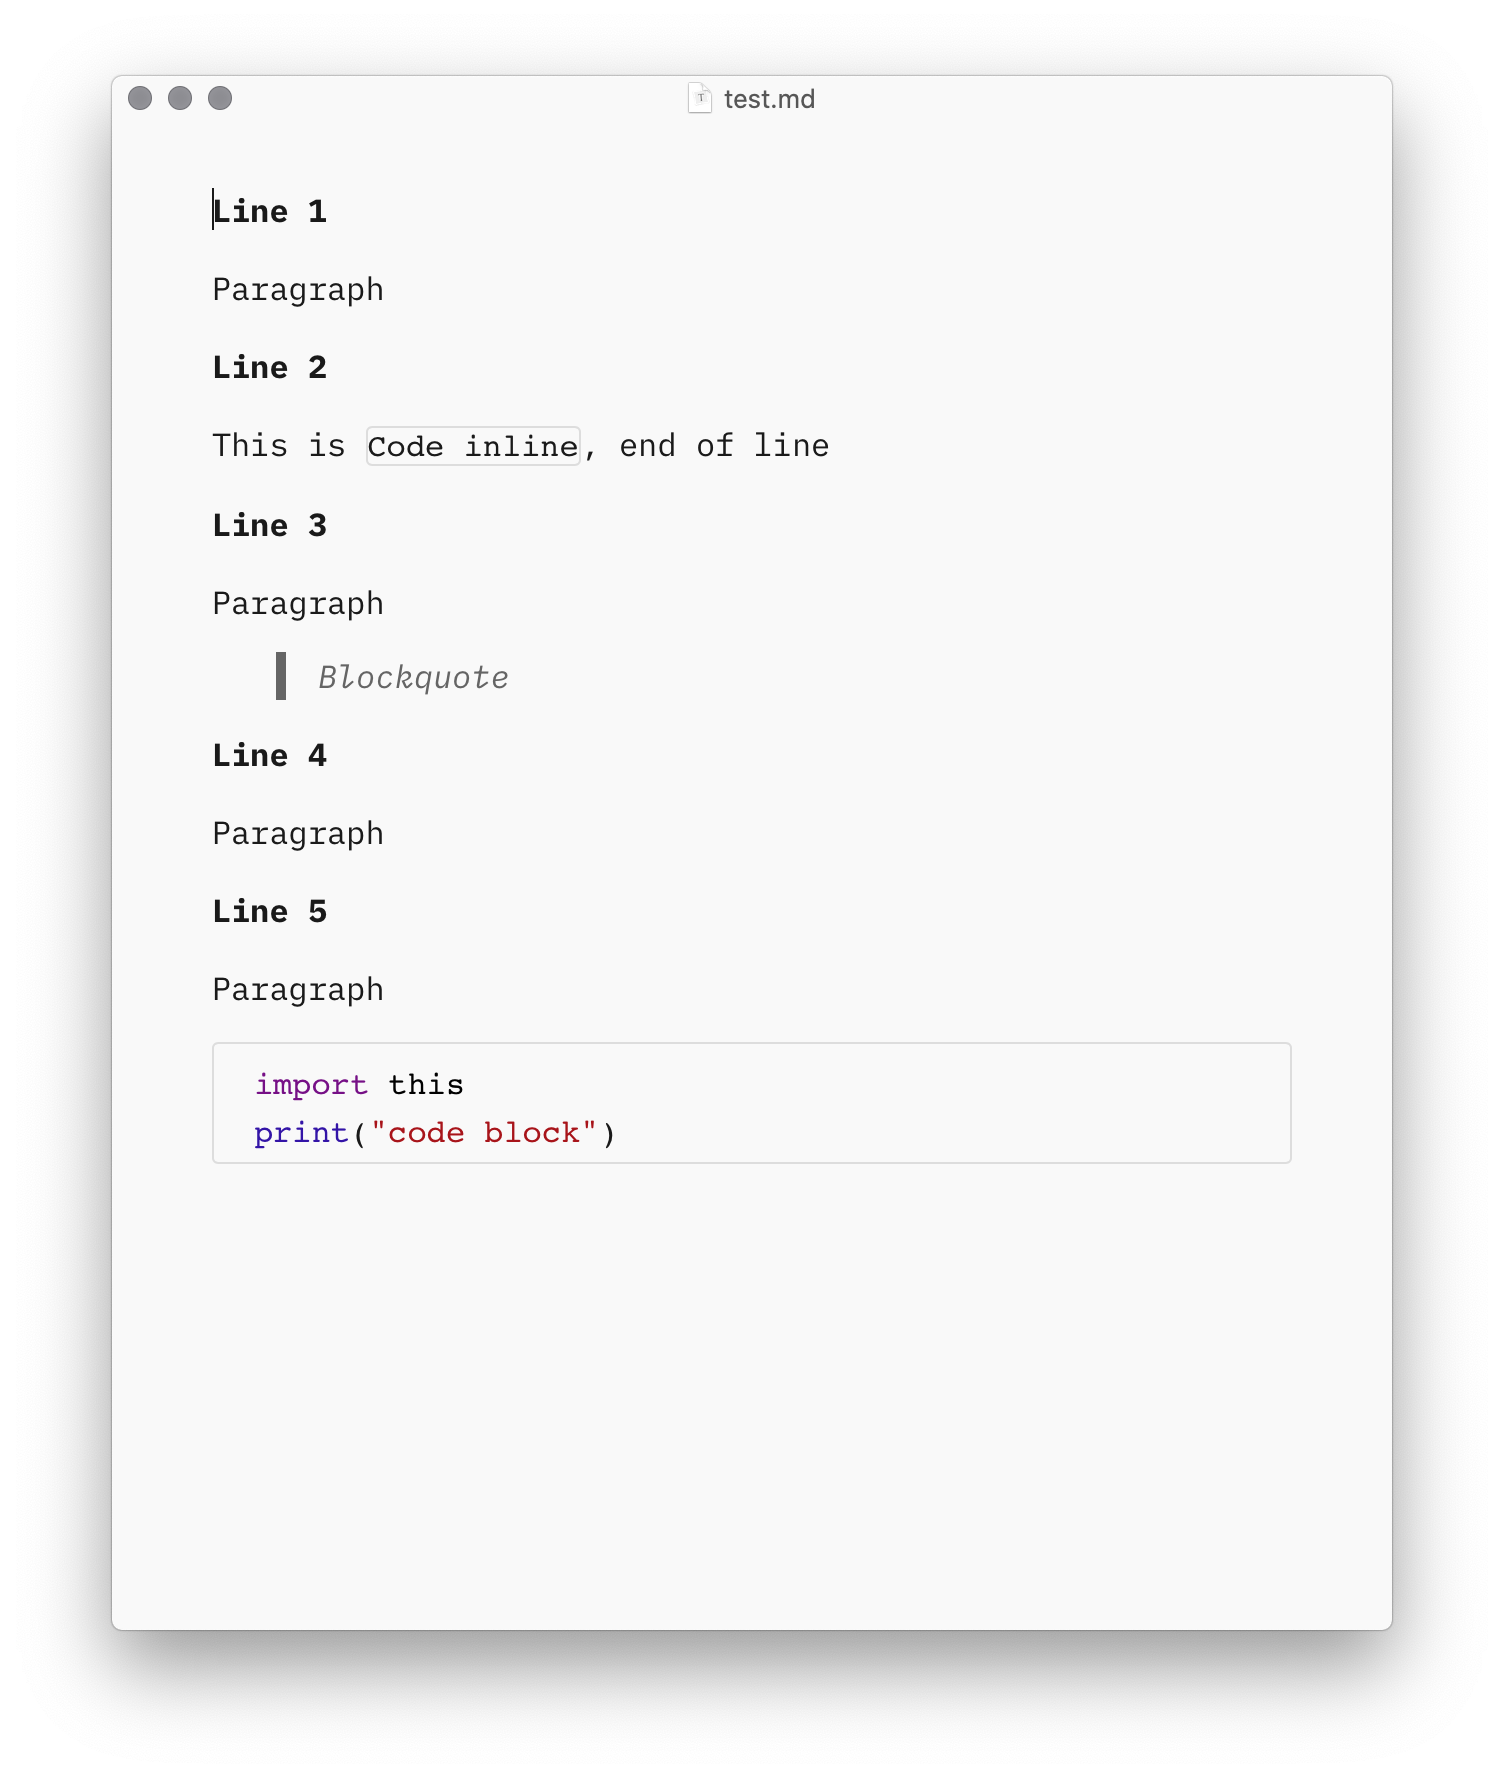 test.md
Line 1
Paragraph
Line 2
This is Code inline, end of line
Line 3
Paragraph
Blockquote
Line 4
Paragraph
Line 5
Paragraph
import this
print("code block")